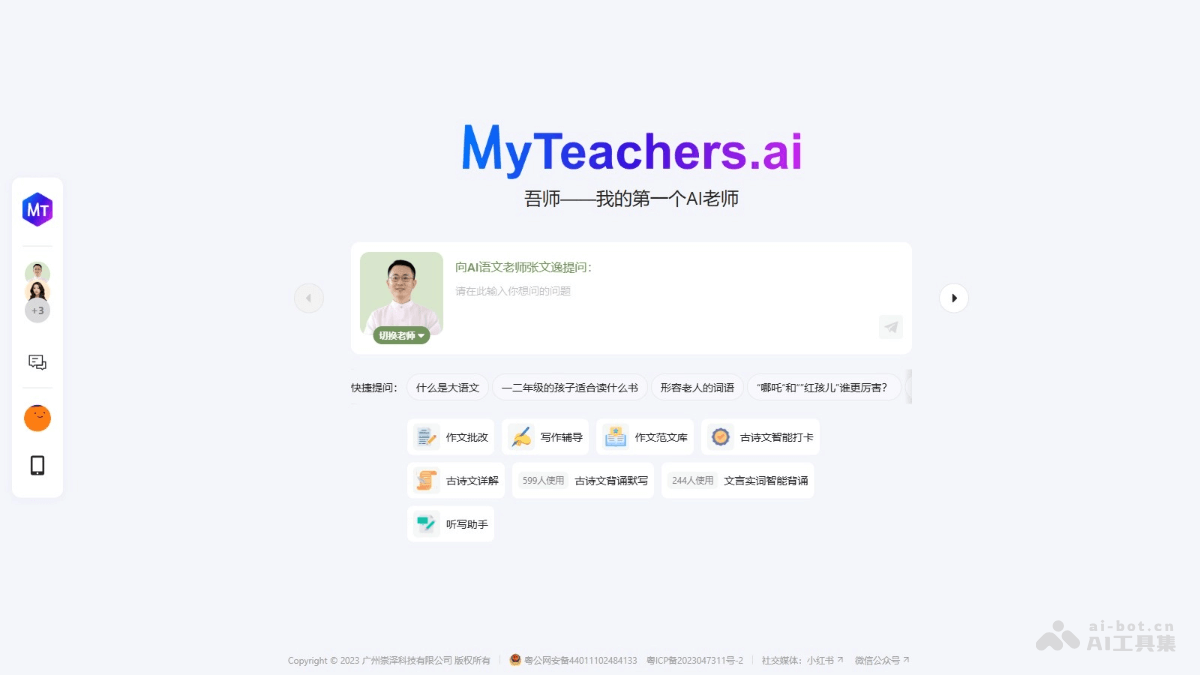 MyTeachers.ai
吾师——我的第一个AI老师
MT
+3
向AI语文老师张文逸提问：
请在此输入你想问的问题
切换老师
快捷提问： 什么是大语文 一二年级的孩子适合读什么书 形容老人的词语 “哪吒”和“”红孩儿”谁更厉害？
作文批改 写作辅导 作文范文库 古诗文智能打卡
古诗文详解 599人使用 古诗文背诵默写 244人使用 文言实词智能背诵
听写助手
ai-bot.cn
AI工具集
Copyright © 2023 广州崇泽科技有限公司 版权所有 粤公网安备44011102484133 粤ICP备2023047311号-2 社交媒体：小红书 微信公众号